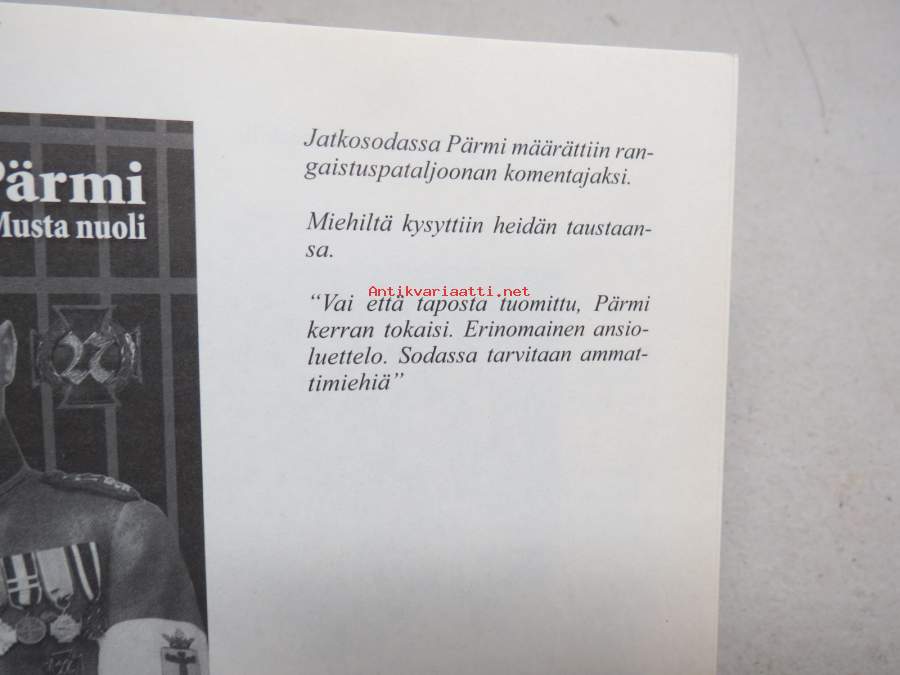 Pärmi
Musta nuoli
27
Jatkosodassa Pärmi määrättiin ran-
gaistuspataljoonan komentajaksi.
Miehiltä kysyttiin heidän taustaan-
sa.
Antikvariaatti.net
“Vai että taposta tuomittu, Pärmi
kerran tokaisi. Erinomainen ansio-
luettelo. Sodassa tarvitaan ammat-
timiehiä”